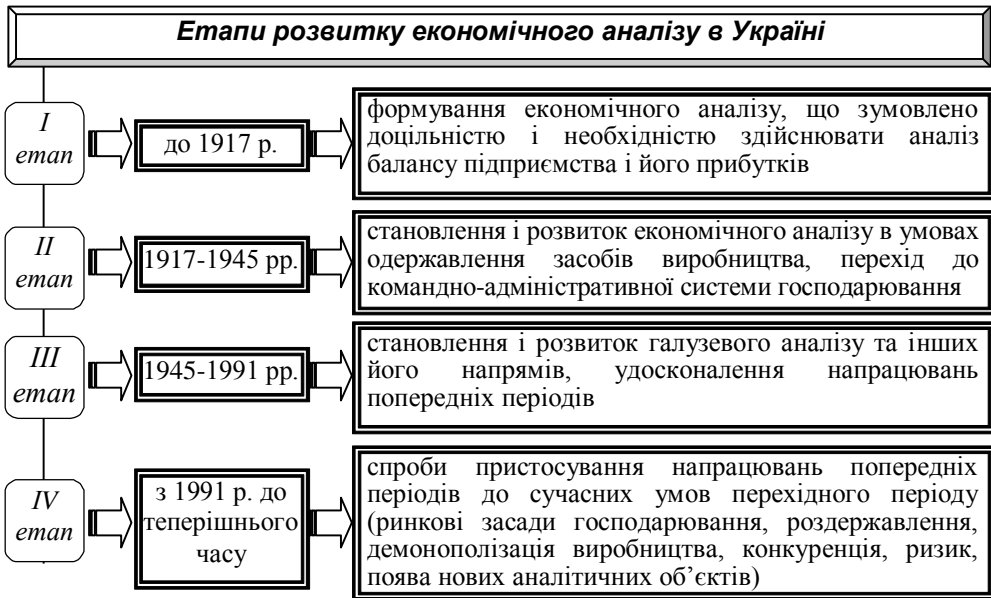 Етапи розвитку економічного аналізу в Україні
І
етап
до 1917 р.
формування економічного аналізу, що зумовлено
доцільністю і необхідністю здійснювати аналіз
балансу підприємства і його прибутків
ІІ
етап
1917-1945 рр.
становлення і розвиток економічного аналізу в умовах
одержавлення засобів виробництва, перехід до
командно-адміністративної системи господарювання
ІІІ
етап
1945-1991 рр.
становлення і розвиток галузевого аналізу та інших
його напрямів, удосконалення напрацювань
попередніх періодів
IV
етап
з 1991 р. до
теперішнього
часу
спроби пристосування напрацювань попередніх
періодів до сучасних умов перехідного періоду
(ринкові засади господарювання, роздержавлення,
демонополізація виробництва, конкуренція, ризик,
поява нових аналітичних об’єктів)